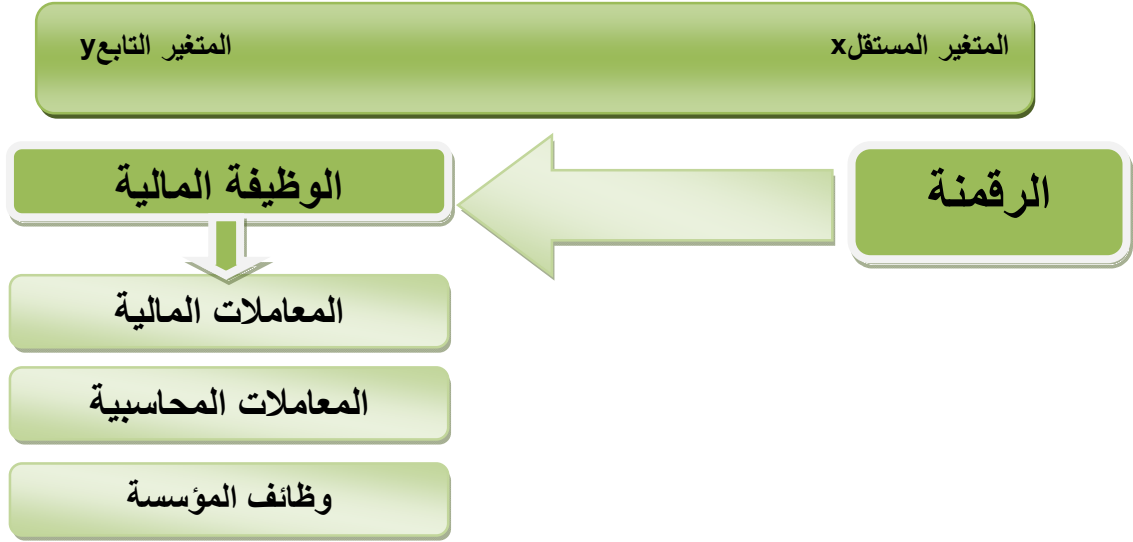 المتغير المستقلx
المتغير التابعy
الرقمنة
الوظيفة المالية
المعاملات المالية
المعاملات المحاسبية
وظائف المؤسسة